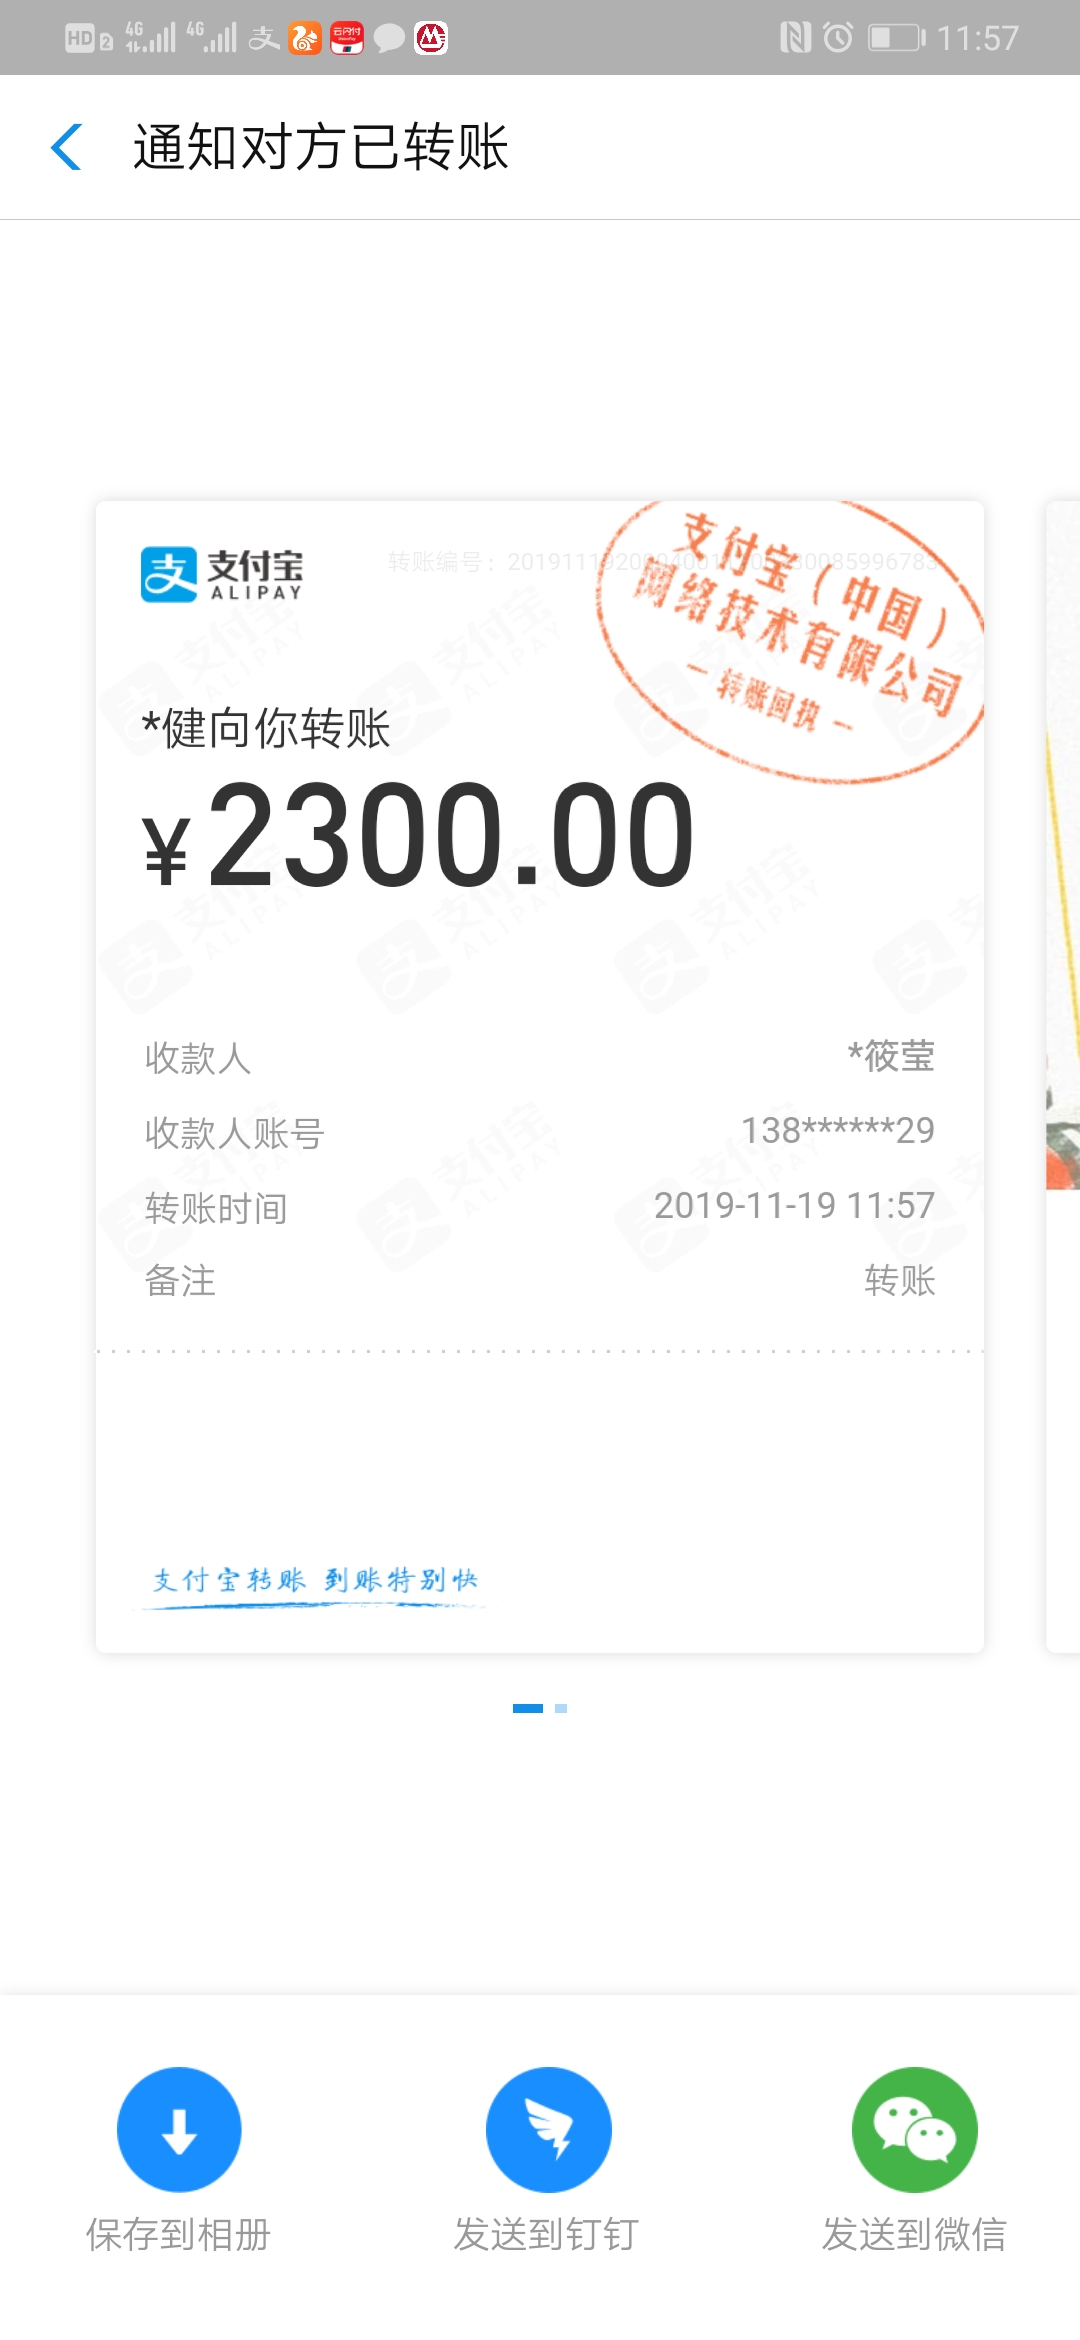 HD 2 4G 4G 11:57
通知对方已转账
支付宝
ALIPAY
支付宝（中国）
网络技术有限公司
转账回执
转账编号：
*健向你转账
¥2300.00
收款人 *筱莹
收款人账号 138******29
转账时间 2019-11-19 11:57
备注 转账
支付宝转账 到账特别快
保存到相册 发送到钉钉 发送到微信